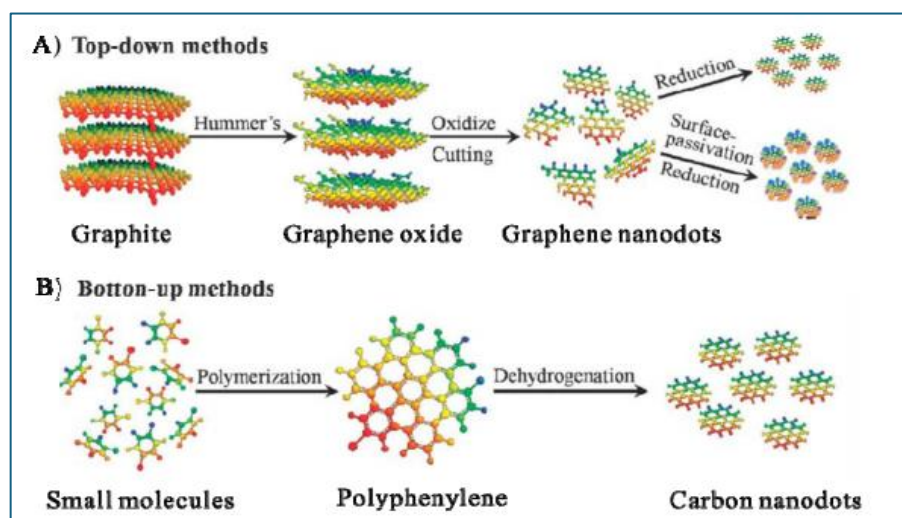 A) Top-down methods
Hummer's
Oxidize
Cutting
Reduction
Surface-
passivation
Reduction
Graphite
Graphene oxide
Graphene nanodots
B) Botton-up methods
Polymerization
Dehydrogenation
Small molecules
Polyphenylene
Carbon nanodots